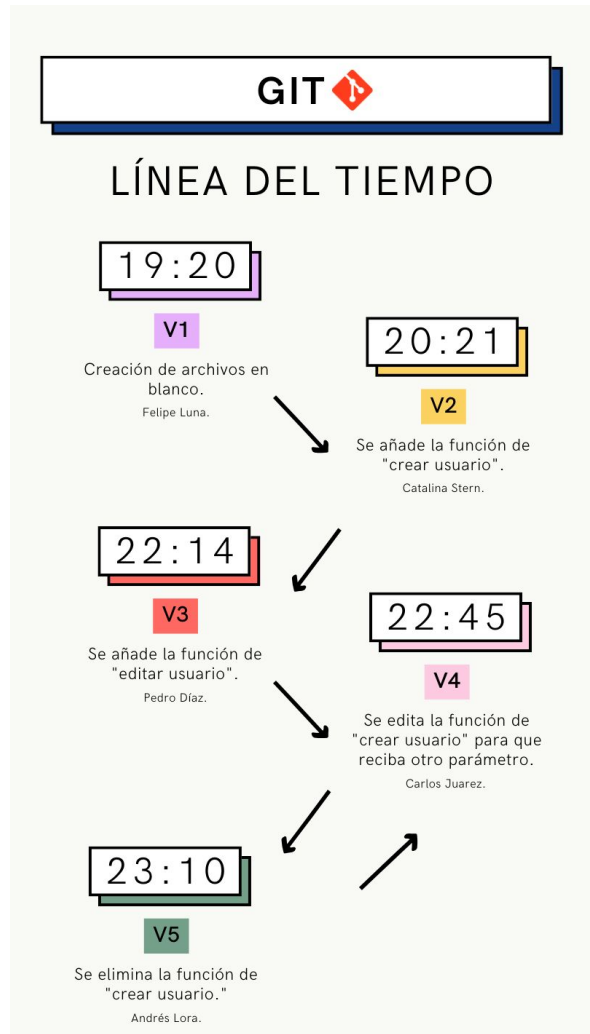 GIT
LÍNEA DEL TIEMPO
19:20
V1
Creación de archivos en
blanco.
Felipe Luna.
20:21
V2
Se añade la función de
"crear usuario".
Catalina Stern.
22:14
V3
Se añade la función de
"editar usuario".
Pedro Díaz.
22:45
V4
Se edita la función de
"crear usuario" para que
reciba otro parámetro.
Carlos Juarez.
23:10
V5
Se elimina la función de
"crear usuario."
Andrés Lora.